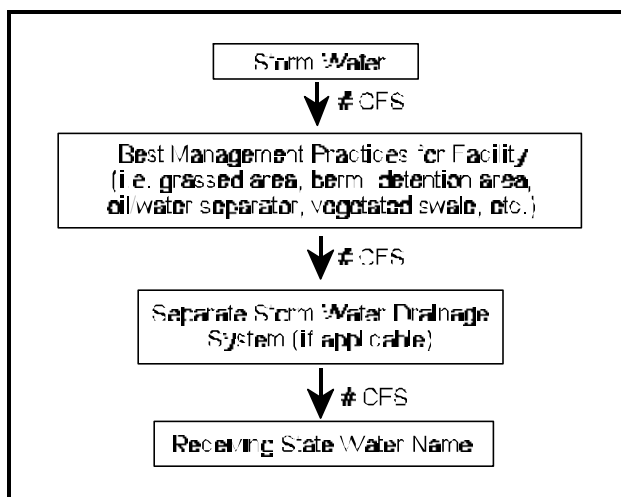 Storm Water
# CFS
Best Management Practices for Facility
(i.e. grassed area, berm, detention area,
oil/water separator, vegetated swale, etc.)
# CFS
Separate Storm Water Drainage
System (if applicable)
# CFS
Receiving State Water Name